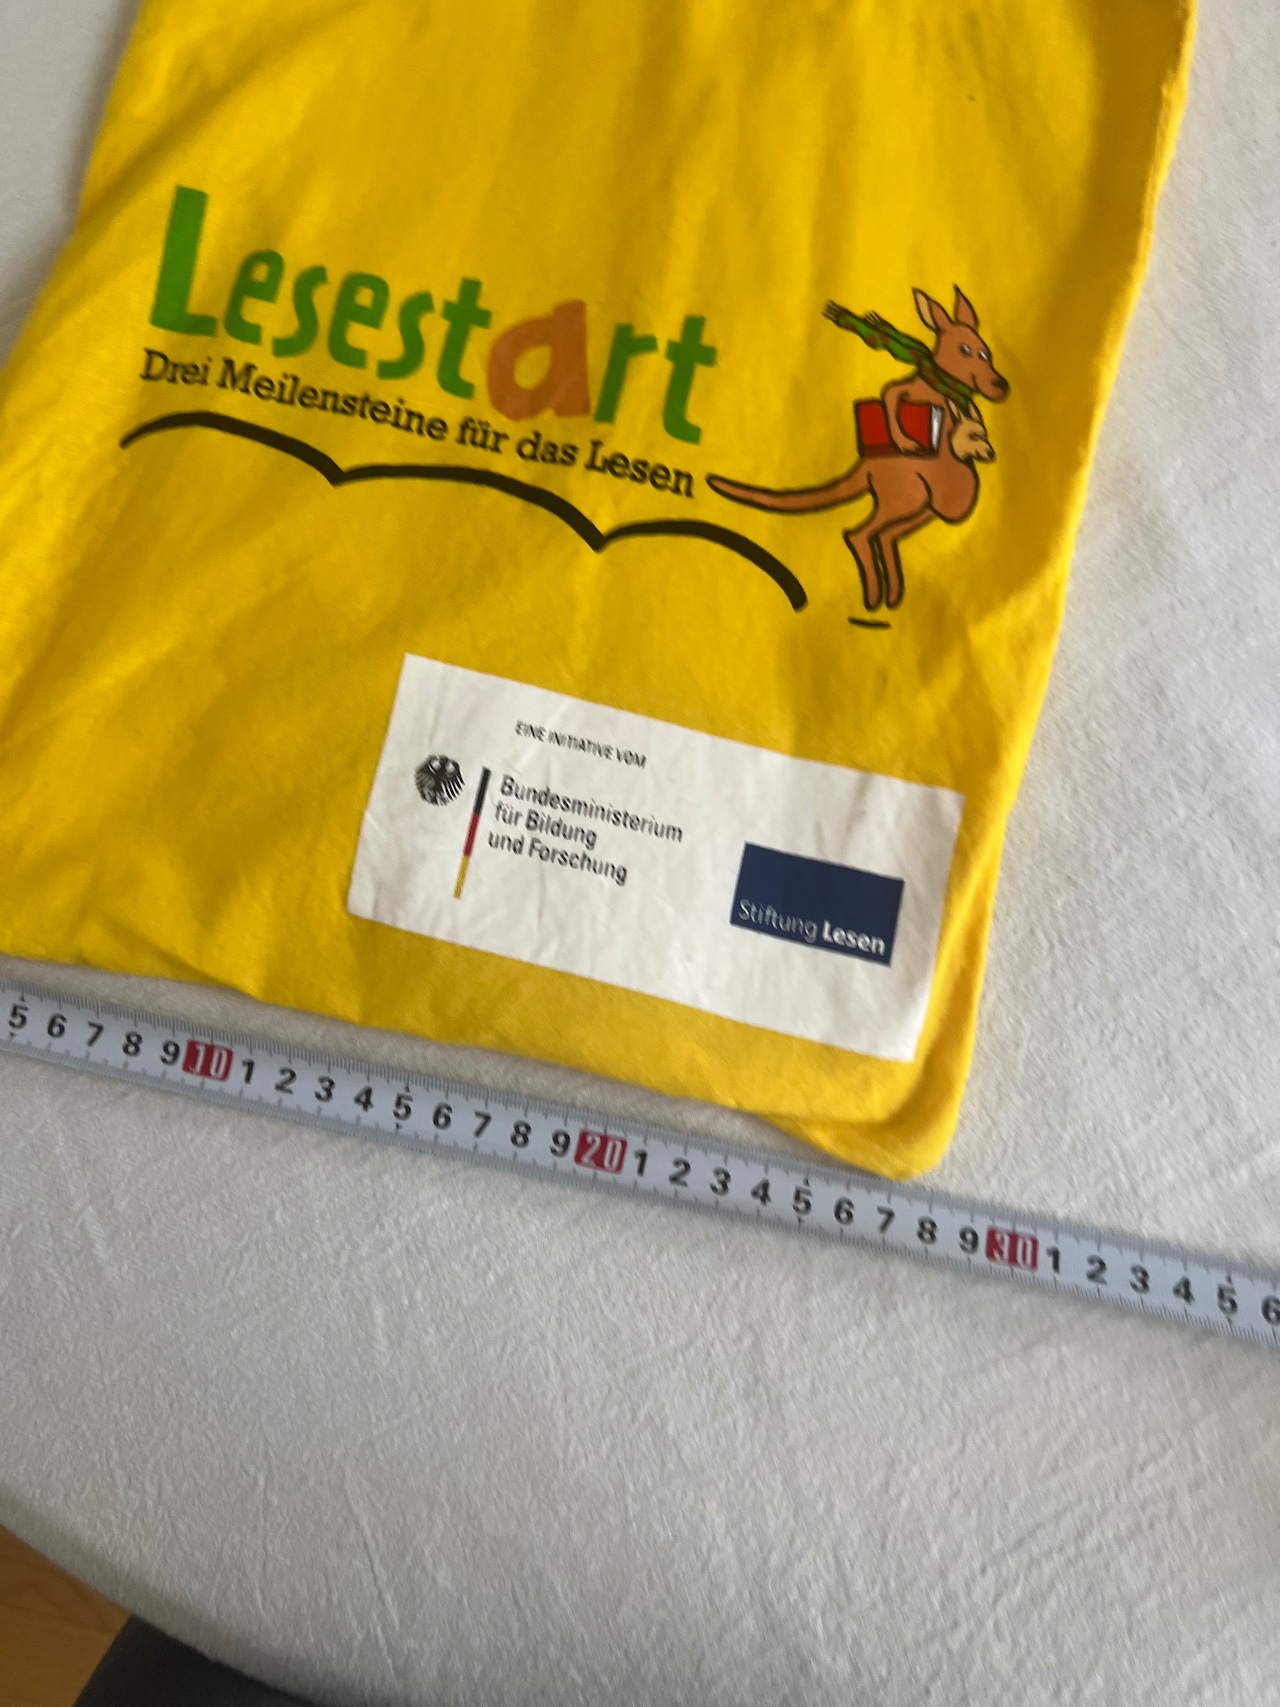 Lesestart
Drei Meilensteine für das Lesen
EINE INITIATIVE VOM
Bundesministerium
für Bildung
und Forschung
Stiftung Lesen
5 6 7 8 9 10 1 2 3 4 5 6 7 8 9 20 1 2 3 4 5 6 7 8 9 30 1 2 3 4 5 6